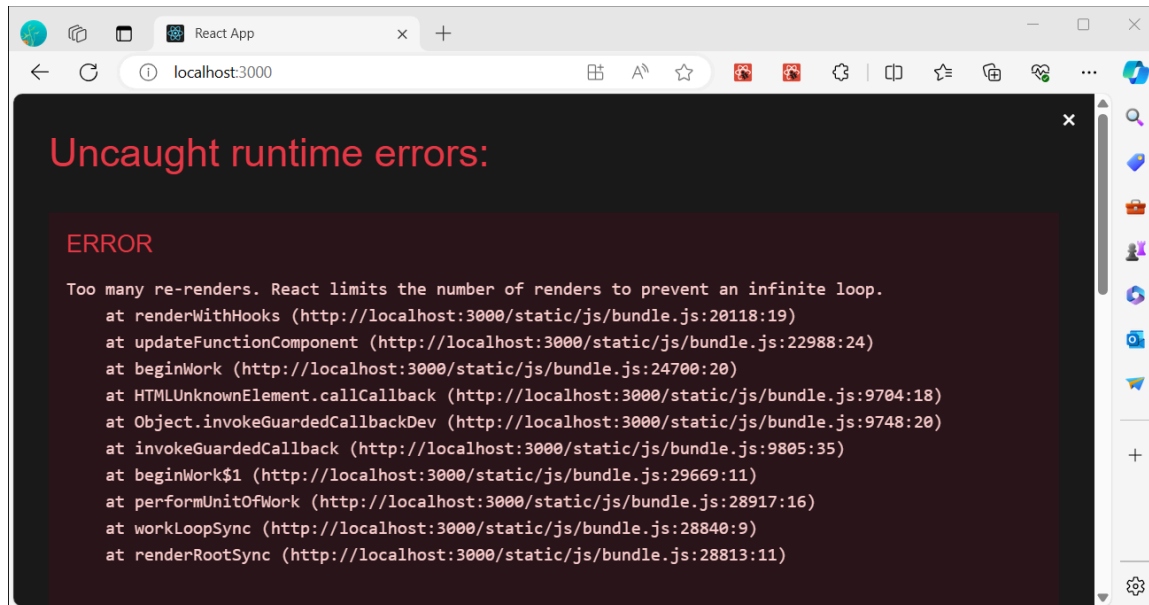 React App
localhost:3000
Uncaught runtime errors:
ERROR
Too many re-renders. React limits the number of renders to prevent an infinite loop.
at renderWithHooks (http://localhost:3000/static/js/bundle.js:20118:19)
at updateFunctionComponent (http://localhost:3000/static/js/bundle.js:22988:24)
at beginWork (http://localhost:3000/static/js/bundle.js:24700:20)
at HTMLUnknownElement.callCallback (http://localhost:3000/static/js/bundle.js:9704:18)
at Object.invokeGuardedCallbackDev (http://localhost:3000/static/js/bundle.js:9748:20)
at invokeGuardedCallback (http://localhost:3000/static/js/bundle.js:9805:35)
at beginWork$1 (http://localhost:3000/static/js/bundle.js:29669:11)
at performUnitOfWork (http://localhost:3000/static/js/bundle.js:28917:16)
at workLoopSync (http://localhost:3000/static/js/bundle.js:28840:9)
at renderRootSync (http://localhost:3000/static/js/bundle.js:28813:11)